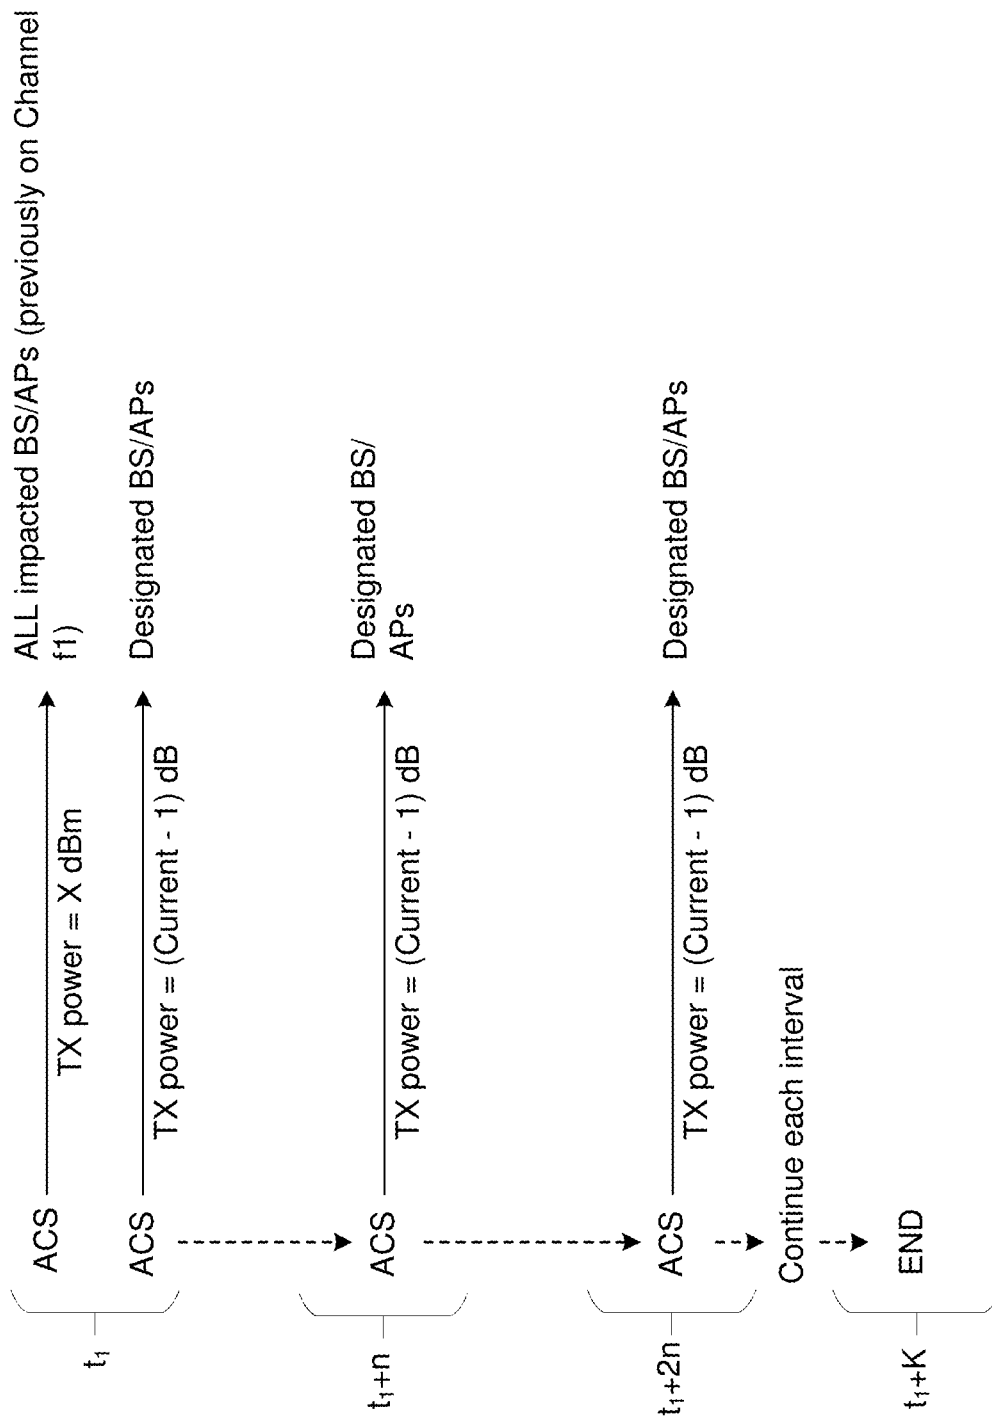 t₁
ACS
TX power = X dBm
ALL impacted BS/APs (previously on Channel
f1)
ACS
TX power = (Current - 1) dB
Designated BS/APs
t₁+n
ACS
TX power = (Current - 1) dB
Designated BS/
APs
t₁+2n
ACS
TX power = (Current - 1) dB
Designated BS/APs
Continue each interval
t₁+K
END